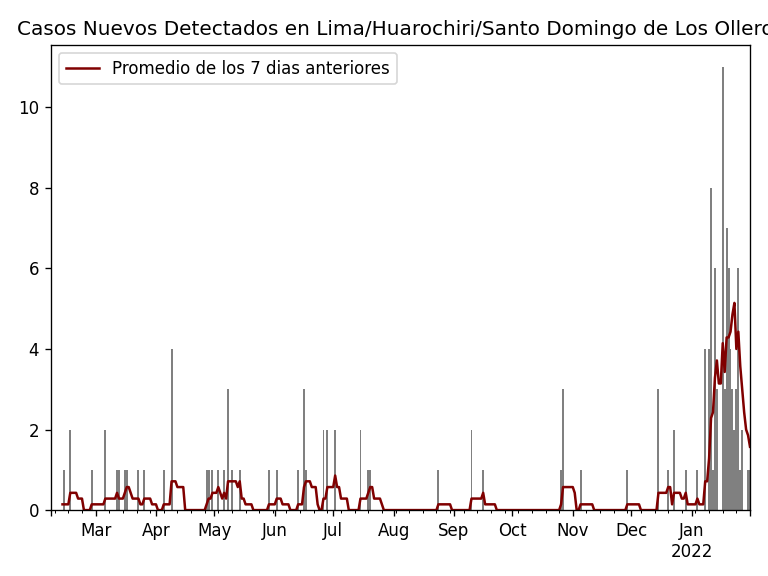 Casos Nuevos Detectados en Lima/Huarochiri/Santo Domingo de Los Ollero
Promedio de los 7 dias anteriores
10
8
6
4
2
0
Mar Apr May Jun Jul Aug Sep Oct Nov Dec Jan
2022